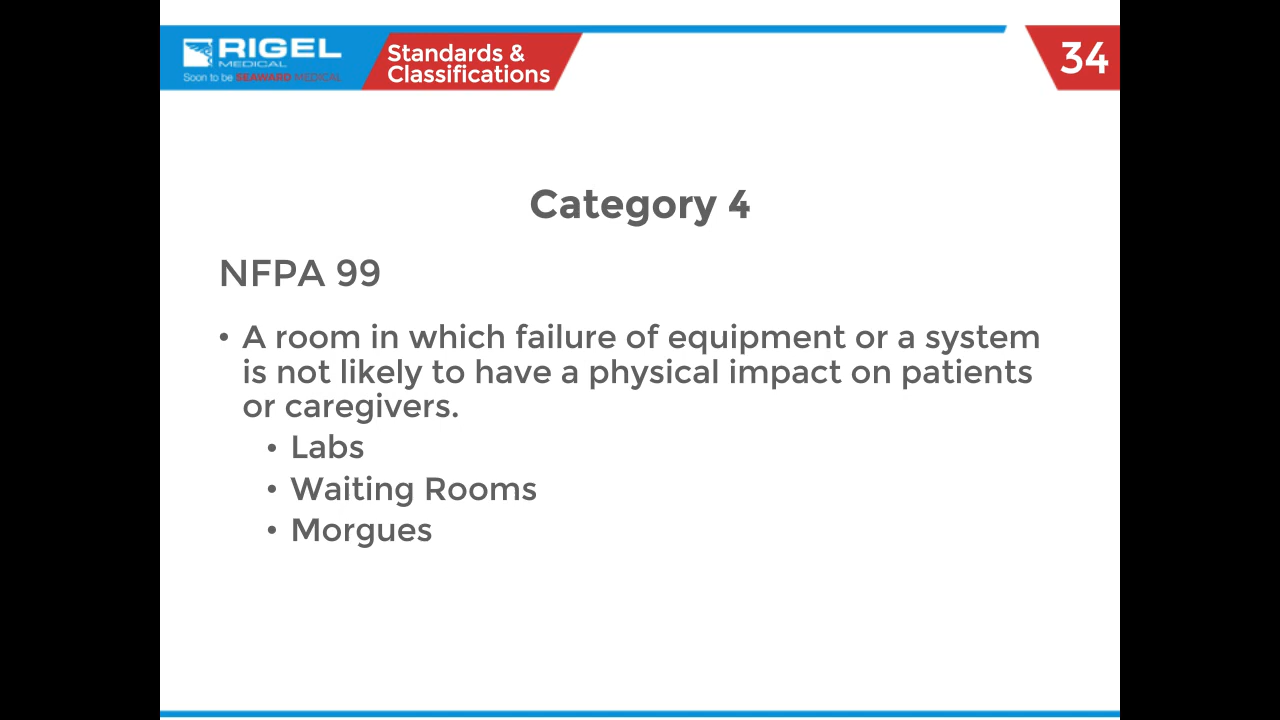 RIGEL
MEDICAL
Soon to be SEAWARD MEDICAL
Standards &
Classifications
34
Category 4
NFPA 99
• A room in which failure of equipment or a system
is not likely to have a physical impact on patients
or caregivers.
• Labs
• Waiting Rooms
• Morgues